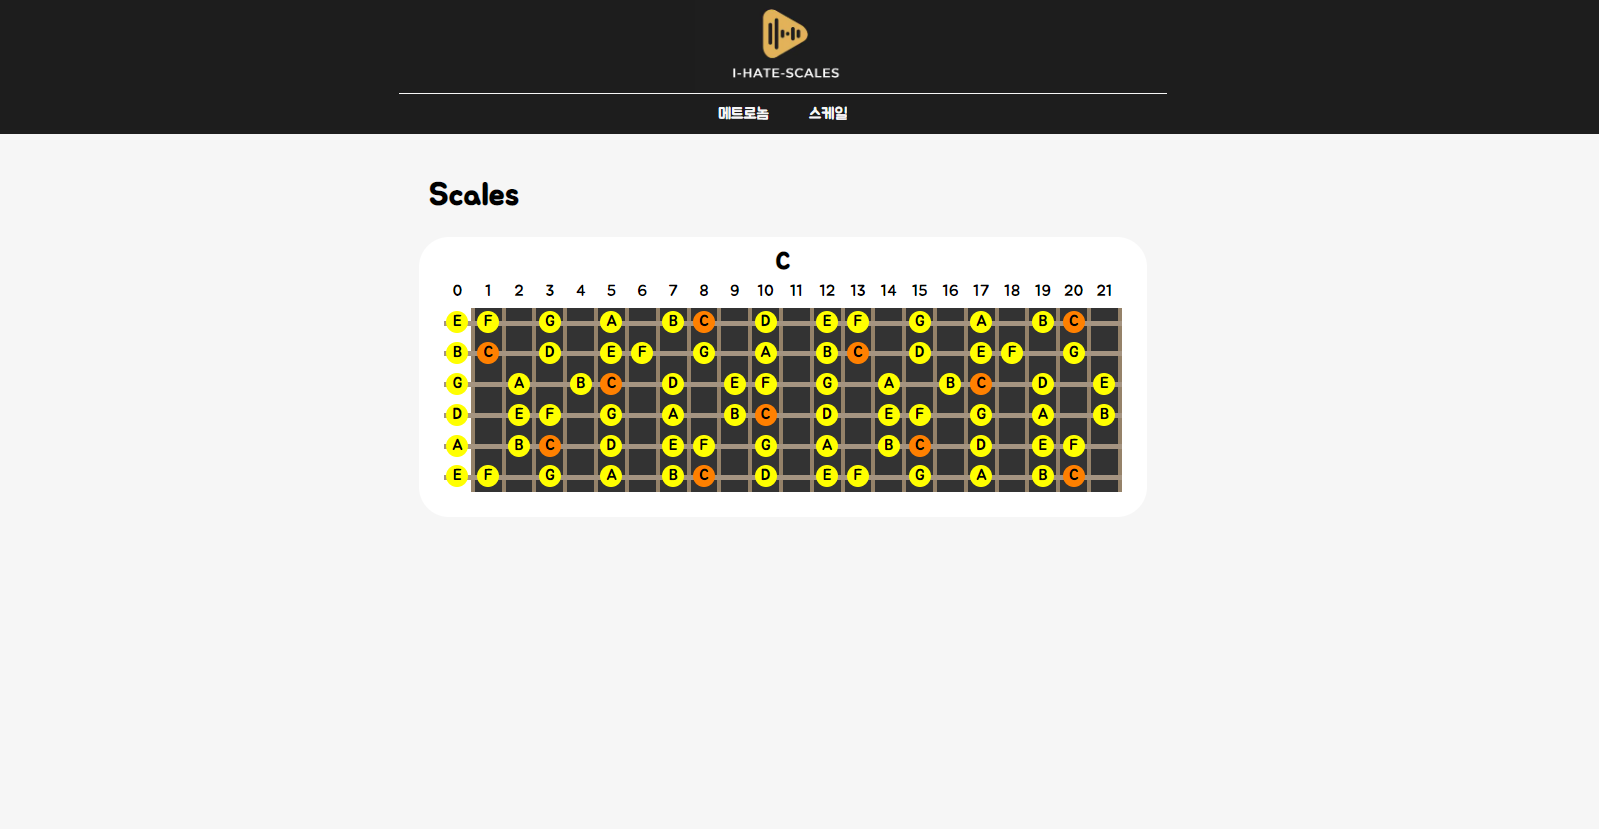 I-HATE-SCALES
메트로놈 스케일
Scales
C
0 1 2 3 4 5 6 7 8 9 10 11 12 13 14 15 16 17 18 19 20 21
E F G A B C D E F G A B C
B C D E F G A B C D E F G
G A B C D E F G A B C D E
D E F G A B C D E F G A B
A B C D E F G A B C D E F
E F G A B C D E F G A B C